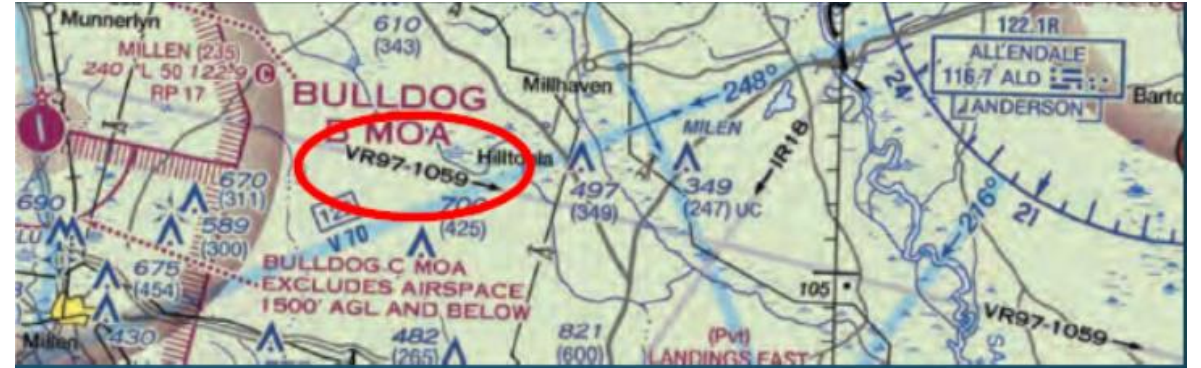 Munnerlyn
MILLEN (235
240 *L 50 122.9 C
RP 17
610
(343)
BULLDOG
B MOA
VR97-1059
Hilltonia
Millhaven
248°
MILEN
IR18
122.1R
ALLENDALE
116.7 ALD
ANDERSON
24
21
216°
690
670
(311)
589
(300)
675
(454)
430
Millen
V 70
700
(425)
497
(349)
349
(247) UC
BULLDOG C MOA
EXCLUDES AIRSPACE
1500' AGL AND BELOW
482
(265)
821
(600)
(Pvt)
LANDINGS EAST
105
VR97-1059